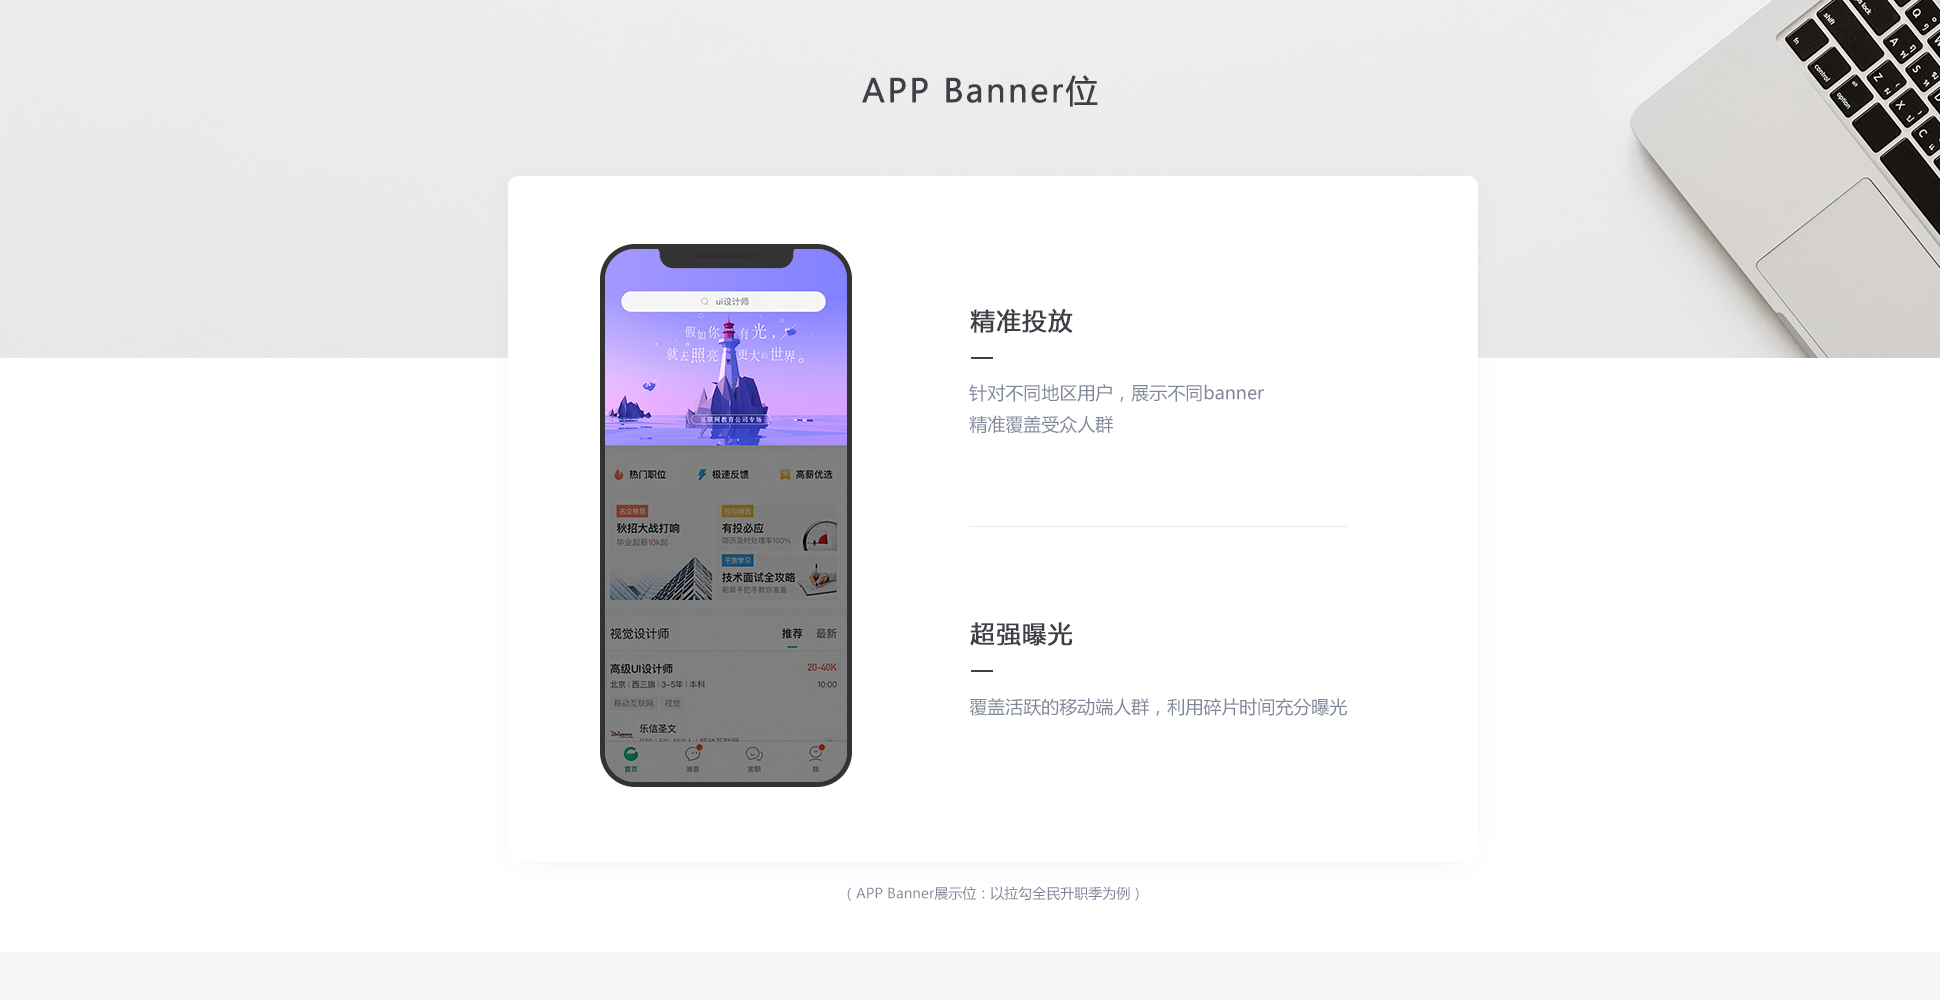 APP Banner位
ui设计师
假如你 有光，
就去照亮 更大的世界。
互联网教育公司专场
热门职位 极速反馈 高薪优选
名企推荐
秋招大战打响
毕业起薪10k起
有投必应
简历及时处理率100%
干货学习
技术面试全攻略
前辈手把手教你准备
视觉设计师 推荐 最新
高级UI设计师 20-40K
北京 | 西三旗 | 3-5年 | 本科 10:00
移动互联网 视觉
乐信圣文
首页 消息 言职 我
精准投放
针对不同地区用户，展示不同banner
精准覆盖受众人群
超强曝光
覆盖活跃的移动端人群，利用碎片时间充分曝光
（ APP Banner展示位：以拉勾全民升职季为例 ）
fn
shift
control
option
Z
X
A
S
C
Q